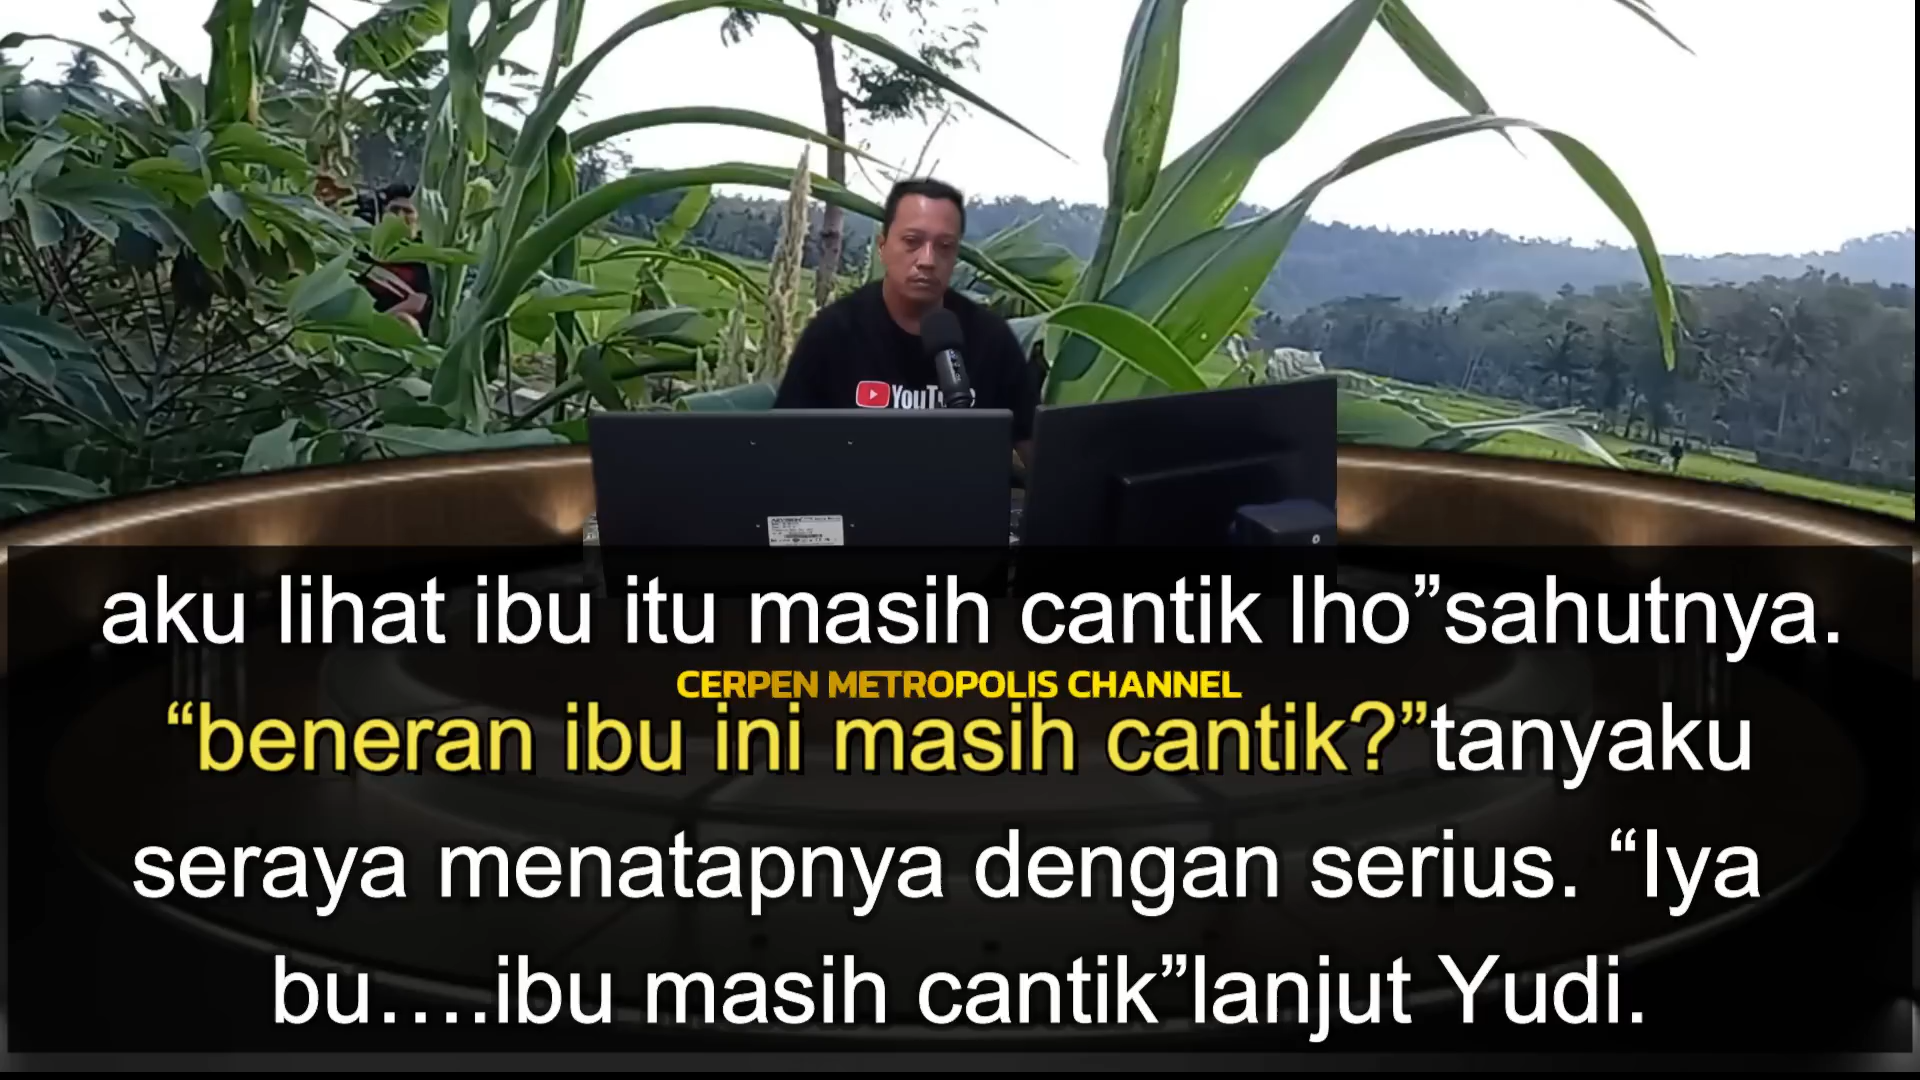 YouTube
aku lihat ibu itu masih cantik lho”sahutnya.
CERPEN METROPOLIS CHANNEL
“beneran ibu ini masih cantik?”tanyaku
seraya menatapnya dengan serius. “Iya
bu....ibu masih cantik”lanjut Yudi.